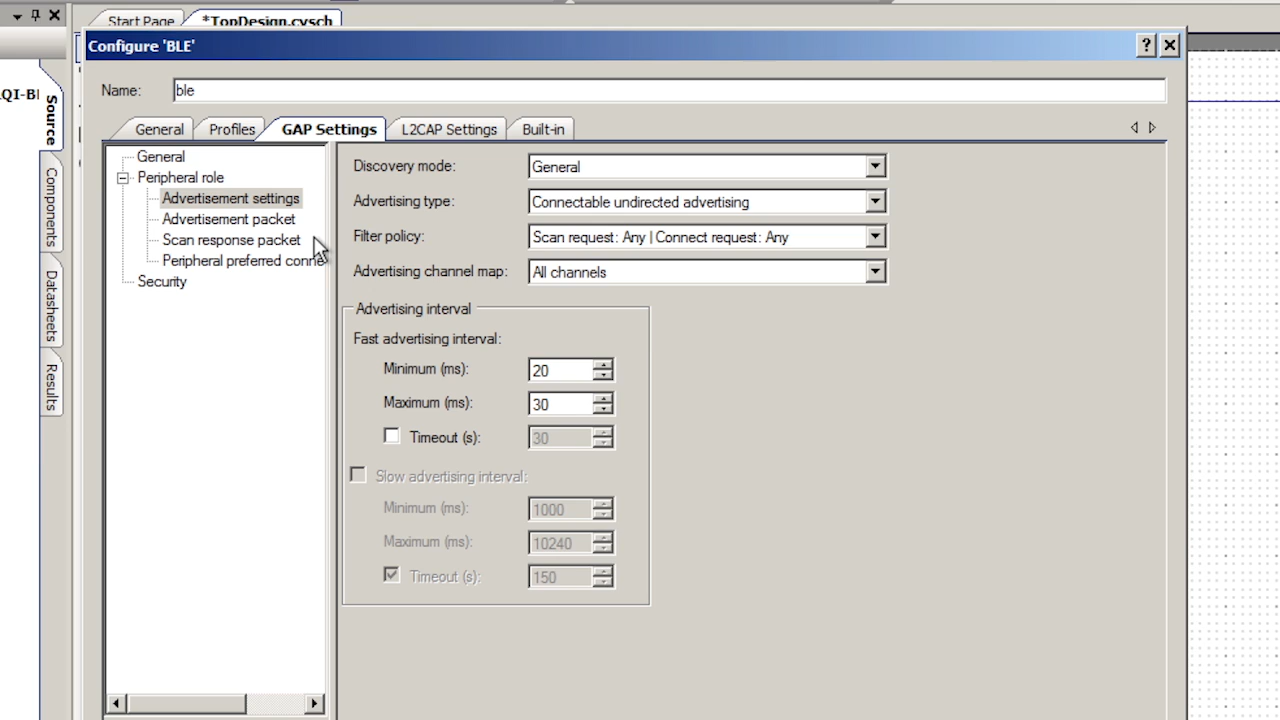 Start Page
*TopDesign.cysch
Configure 'BLE'
Name:
ble
General
Profiles
GAP Settings
L2CAP Settings
Built-in
Source
Components
Datasheets
Results
General
Peripheral role
Advertisement settings
Advertisement packet
Scan response packet
Peripheral preferred conne
Security
Discovery mode:
General
Advertising type:
Connectable undirected advertising
Filter policy:
Scan request: Any | Connect request: Any
Advertising channel map:
All channels
Advertising interval
Fast advertising interval:
Minimum (ms):
20
Maximum (ms):
30
Timeout (s):
30
Slow advertising interval:
Minimum (ms):
1000
Maximum (ms):
10240
Timeout (s):
150